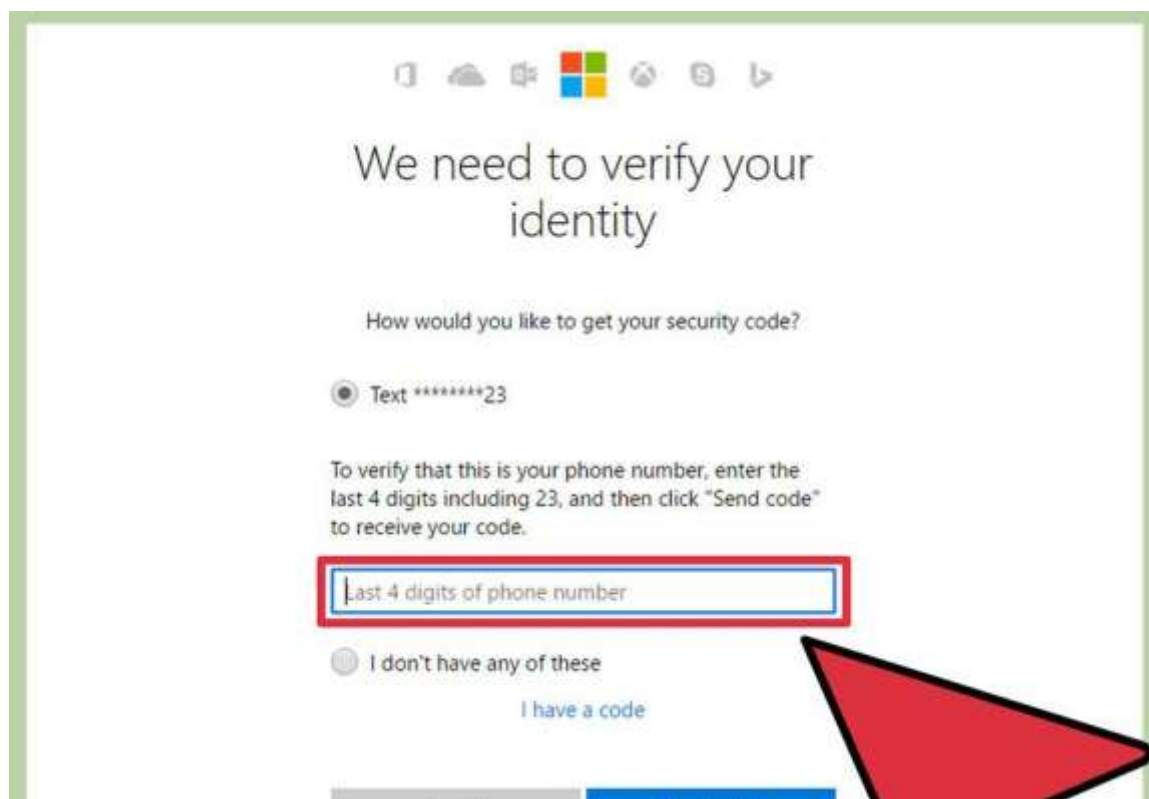 We need to verify your
identity
How would you like to get your security code?
Text ********23
To verify that this is your phone number, enter the
last 4 digits including 23, and then click "Send code"
to receive your code.
Last 4 digits of phone number
I don't have any of these
I have a code